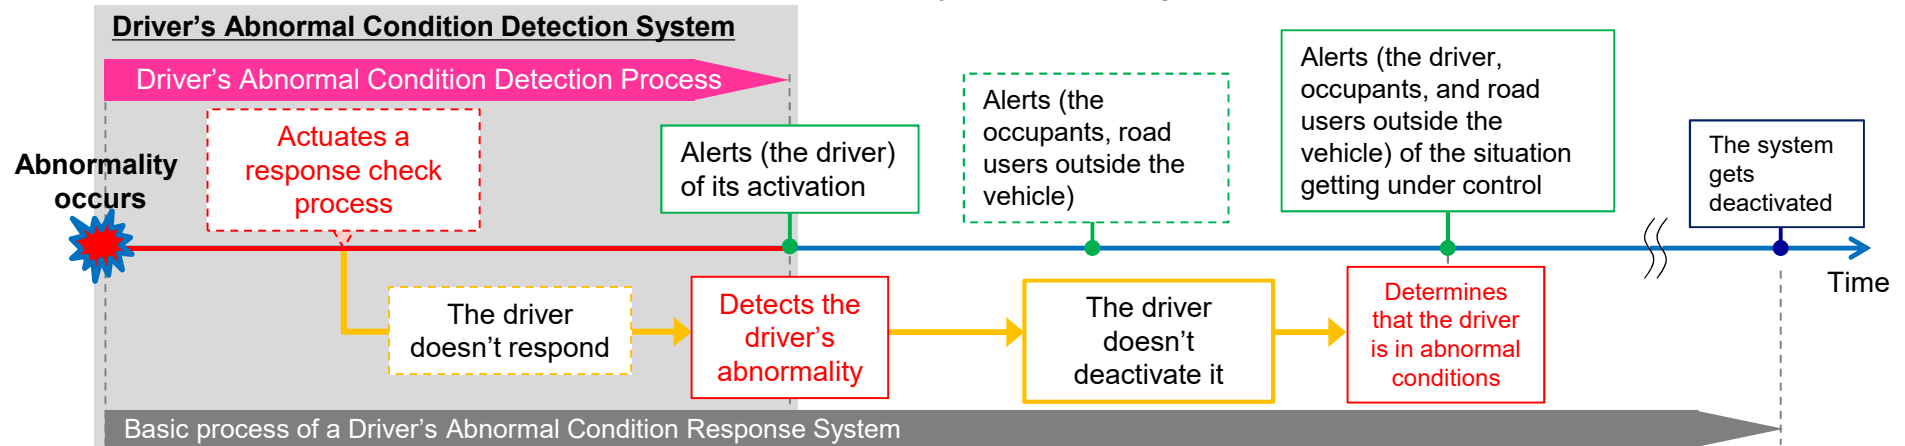 Driver’s Abnormal Condition Detection System
Driver’s Abnormal Condition Detection Process
Abnormality
occurs
Actuates a
response check
process
Alerts (the driver)
of its activation
Alerts (the
occupants, road
users outside the
vehicle)
Alerts (the driver,
occupants, and road
users outside the
vehicle) of the situation
getting under control
The system
gets
deactivated
Time
The driver
doesn’t respond
Detects the
driver’s
abnormality
The driver
doesn’t
deactivate it
Determines
that the driver
is in abnormal
conditions
Basic process of a Driver’s Abnormal Condition Response System